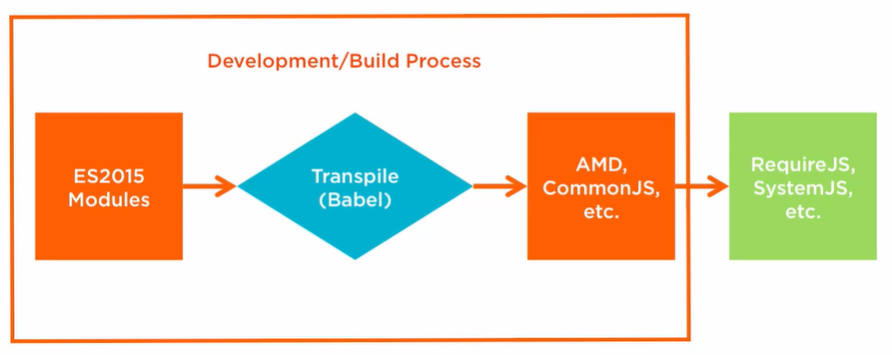 Development/Build Process
ES2015
Modules
Transpile
(Babel)
AMD,
CommonJS,
etc.
RequireJS,
SystemJS,
etc.